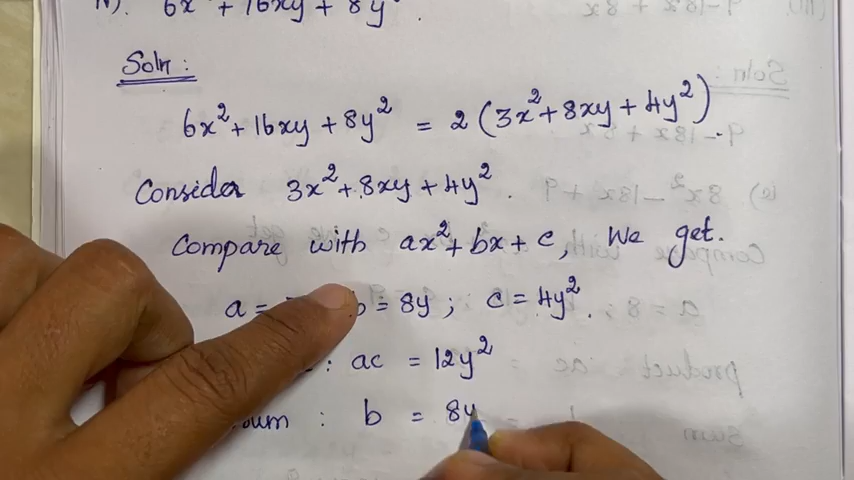 6x² + 16xy + 8y².
Soln :
6x² + 16xy + 8y² = 2 (3x² + 8xy + 4y²).
Consider 3x² + 8xy + 4y².
Compare with ax² + bx + c, We get.
a = b = 8y ; c = 4y².
: ac = 12y²
sum : b = 8y